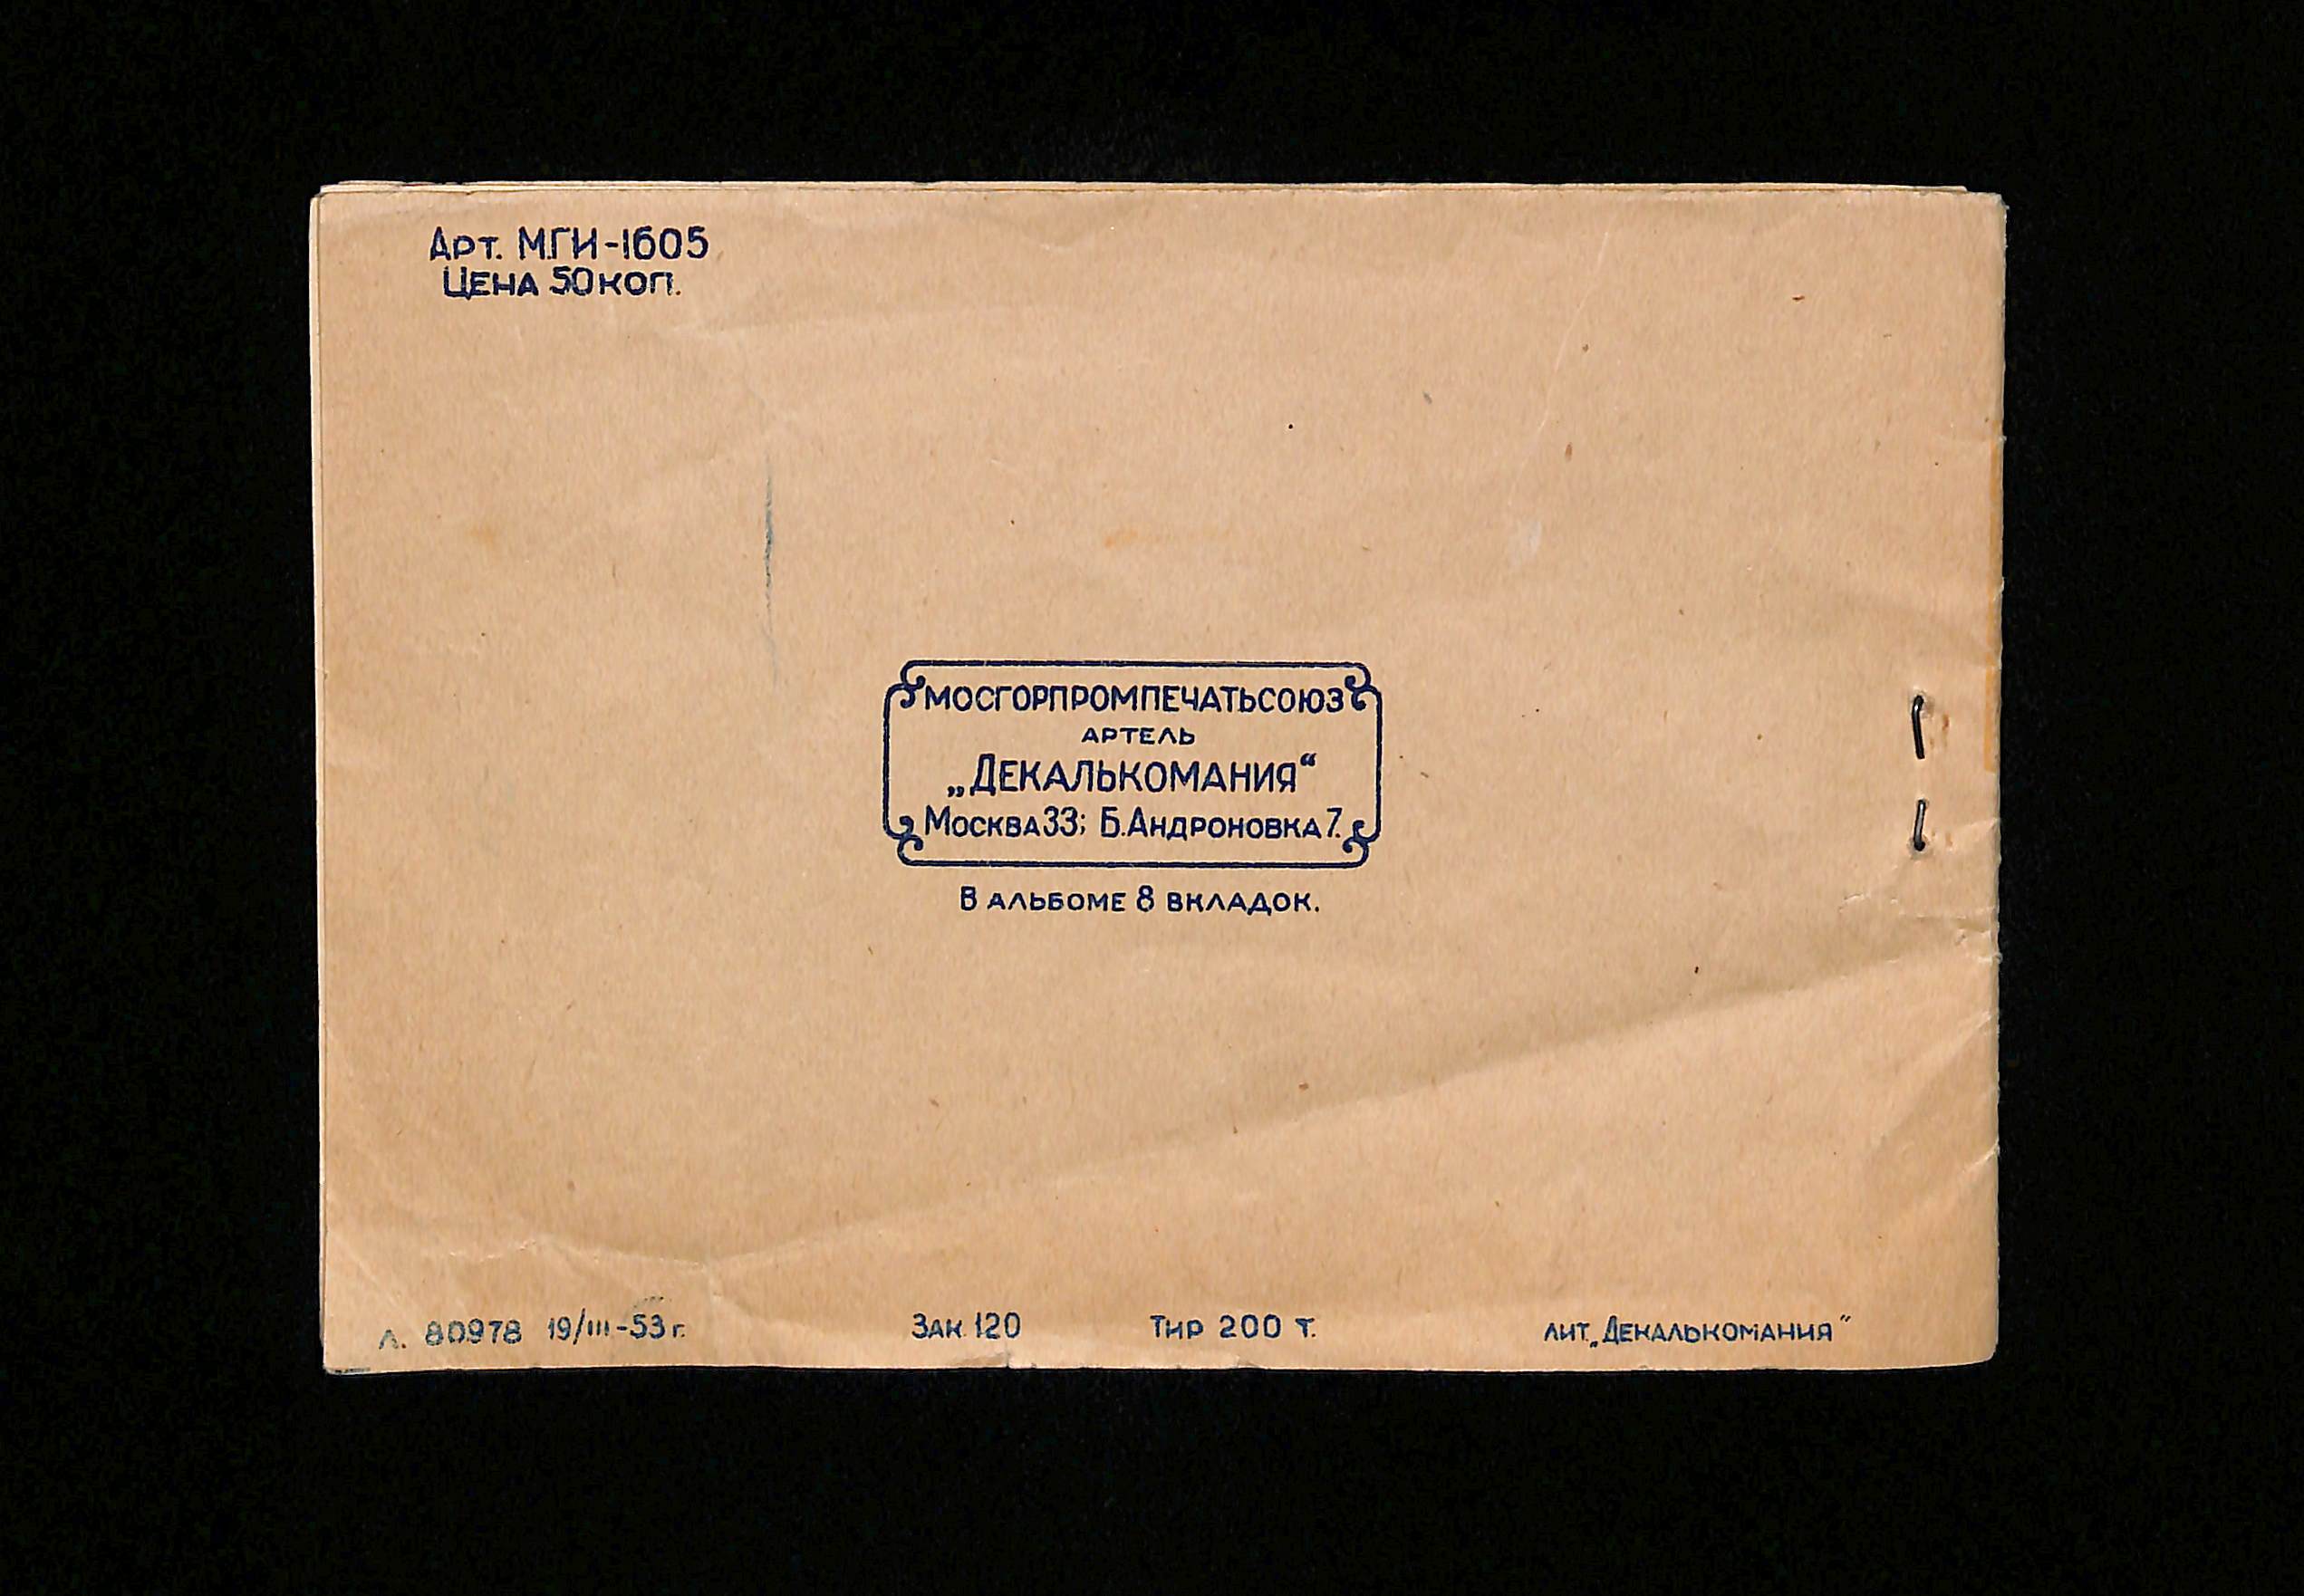 Арт. МГИ-1605
Цена 50 коп.
МОСГОРПРОМПЕЧАТЬСОЮЗ
АРТЕЛЬ
„ДЕКАЛЬКОМАНИЯ“
Москва 33; Б. Андроновка 7.
В альбоме 8 вкладок.
Л. 80978 19/III-53 г. Зак. 120 Тир 200 т. лит. „Декалькомания“